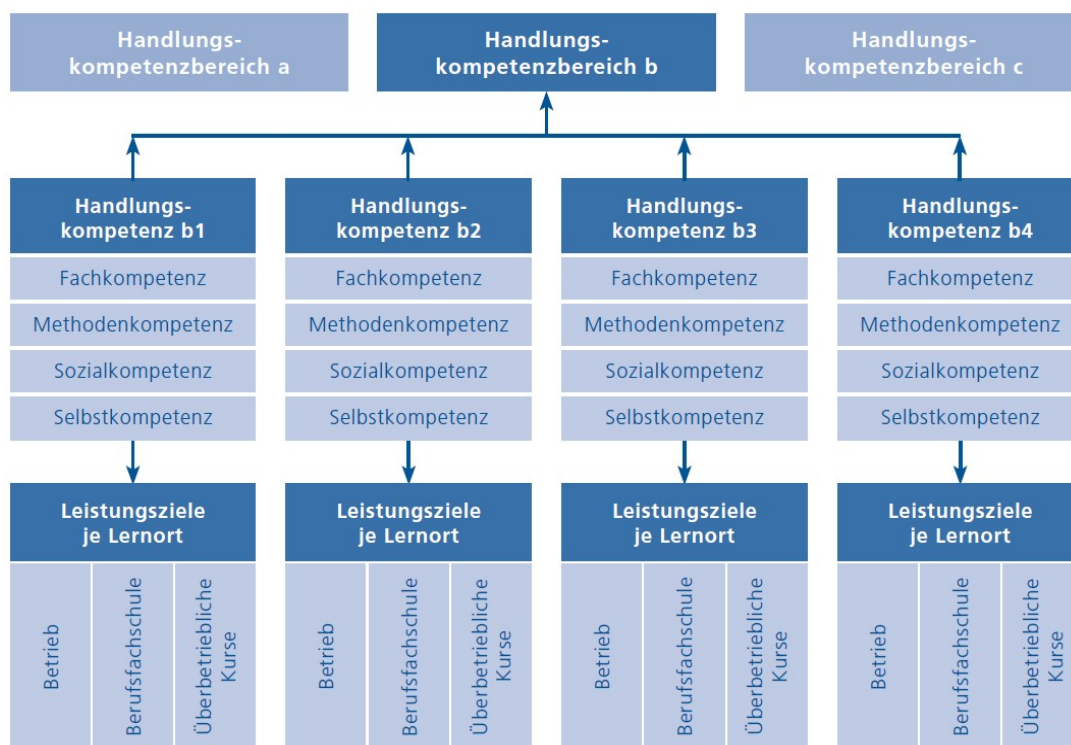 Handlungs-
kompetenzbereich a
Handlungs-
kompetenzbereich b
Handlungs-
kompetenzbereich c
Handlungs-
kompetenz b1
Fachkompetenz
Methodenkompetenz
Sozialkompetenz
Selbstkompetenz
Leistungsziele
je Lernort
Betrieb
Berufsfachschule
Überbetriebliche
Kurse
Handlungs-
kompetenz b2
Fachkompetenz
Methodenkompetenz
Sozialkompetenz
Selbstkompetenz
Leistungsziele
je Lernort
Betrieb
Berufsfachschule
Überbetriebliche
Kurse
Handlungs-
kompetenz b3
Fachkompetenz
Methodenkompetenz
Sozialkompetenz
Selbstkompetenz
Leistungsziele
je Lernort
Betrieb
Berufsfachschule
Überbetriebliche
Kurse
Handlungs-
kompetenz b4
Fachkompetenz
Methodenkompetenz
Sozialkompetenz
Selbstkompetenz
Leistungsziele
je Lernort
Betrieb
Berufsfachschule
Überbetriebliche
Kurse